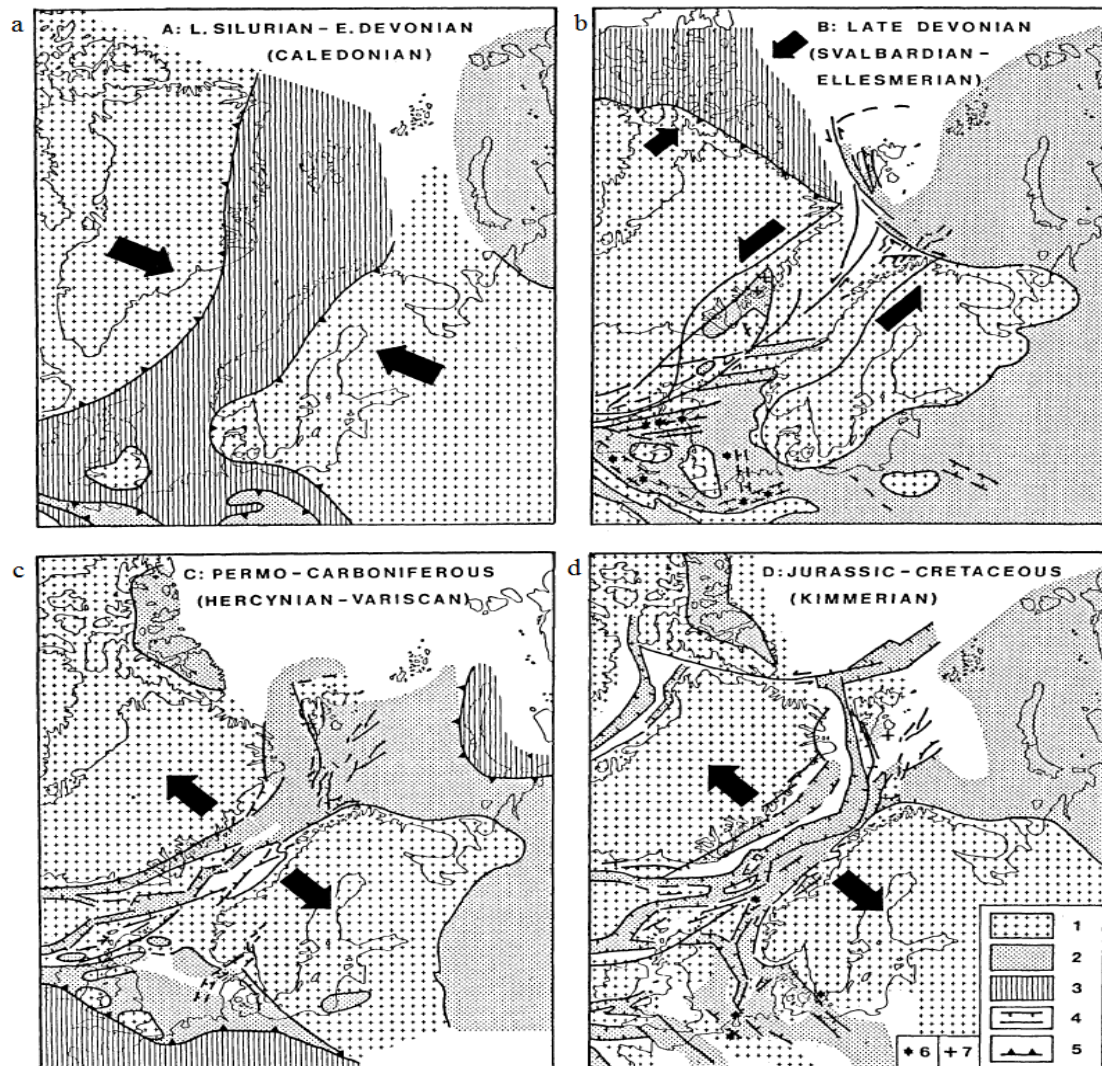 a
A: L. SILURIAN - E. DEVONIAN
(CALEDONIAN)
b
B: LATE DEVONIAN
(SVALBARDIAN -
ELLESMERIAN)
c
C: PERMO - CARBONIFEROUS
(HERCYNIAN - VARISCAN)
d
D: JURASSIC - CRETACEOUS
(KIMMERIAN)
1
2
3
4
5
* 6
+ 7